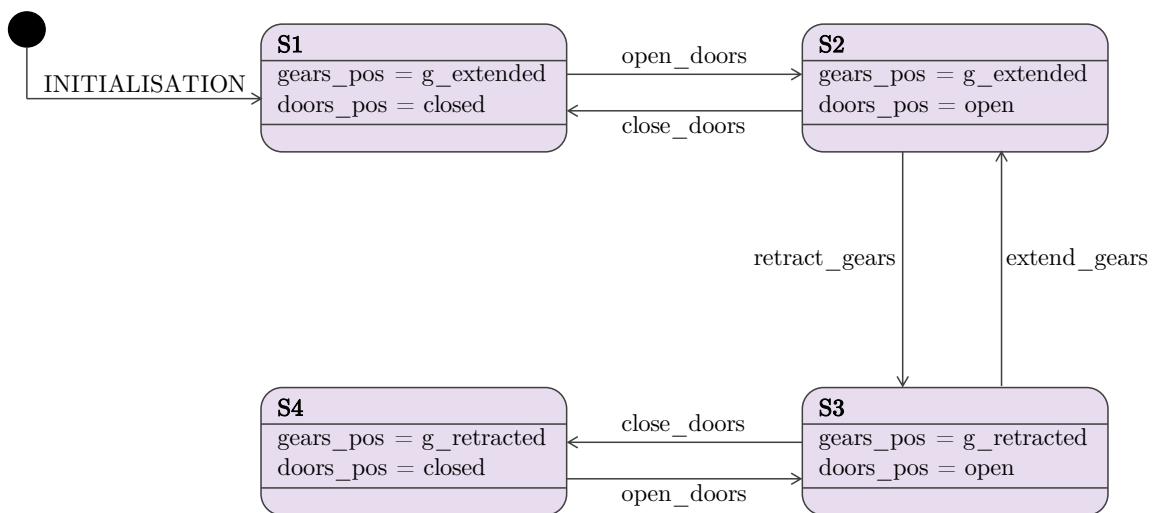 INITIALISATION
S1
gears_pos = g_extended
doors_pos = closed
open_doors
close_doors
S2
gears_pos = g_extended
doors_pos = open
retract_gears
extend_gears
S4
gears_pos = g_retracted
doors_pos = closed
close_doors
open_doors
S3
gears_pos = g_retracted
doors_pos = open